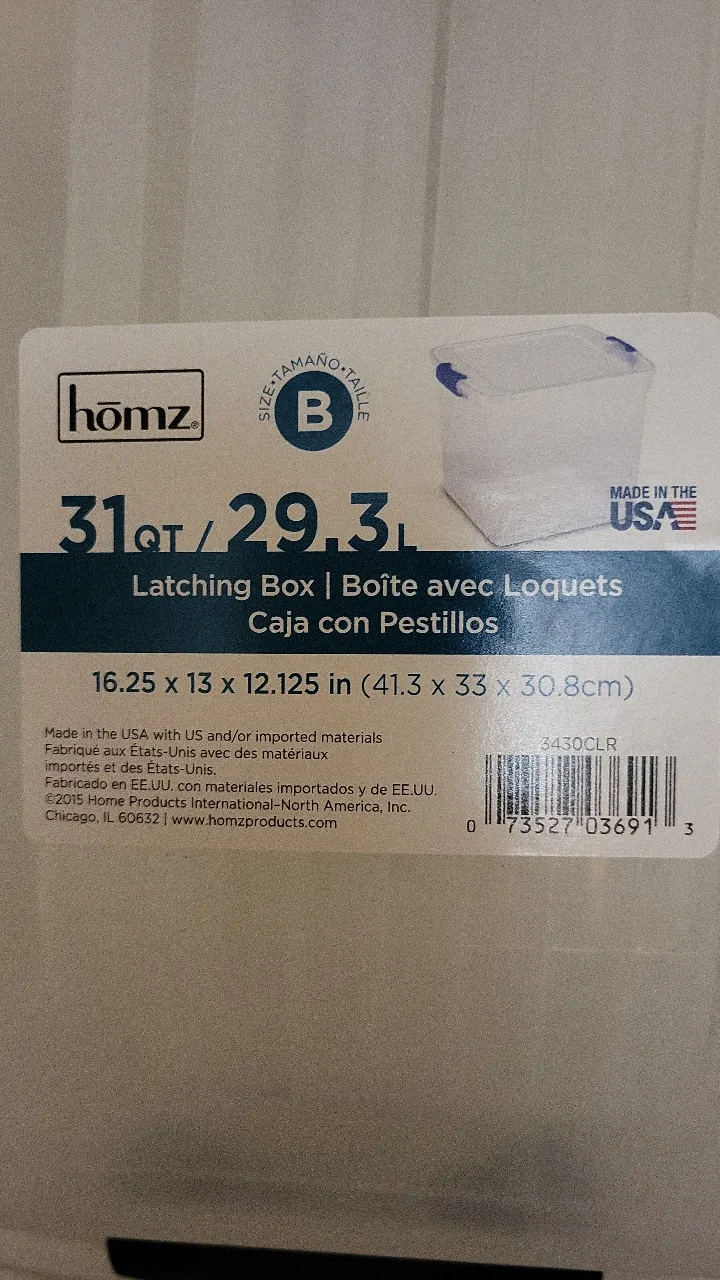 hōmz®
SIZE•TAMAÑO•TAILLE
B
31QT / 29.3L
MADE IN THE
USA
Latching Box | Boîte avec Loquets
Caja con Pestillos
16.25 x 13 x 12.125 in (41.3 x 33 x 30.8cm)
Made in the USA with US and/or imported materials
Fabriqué aux États-Unis avec des matériaux
importés et des États-Unis.
Fabricado en EE.UU. con materiales importados y de EE.UU.
©2015 Home Products International–North America, Inc.
Chicago, IL 60632 | www.homzproducts.com
3430CLR
0 73527 03691 3